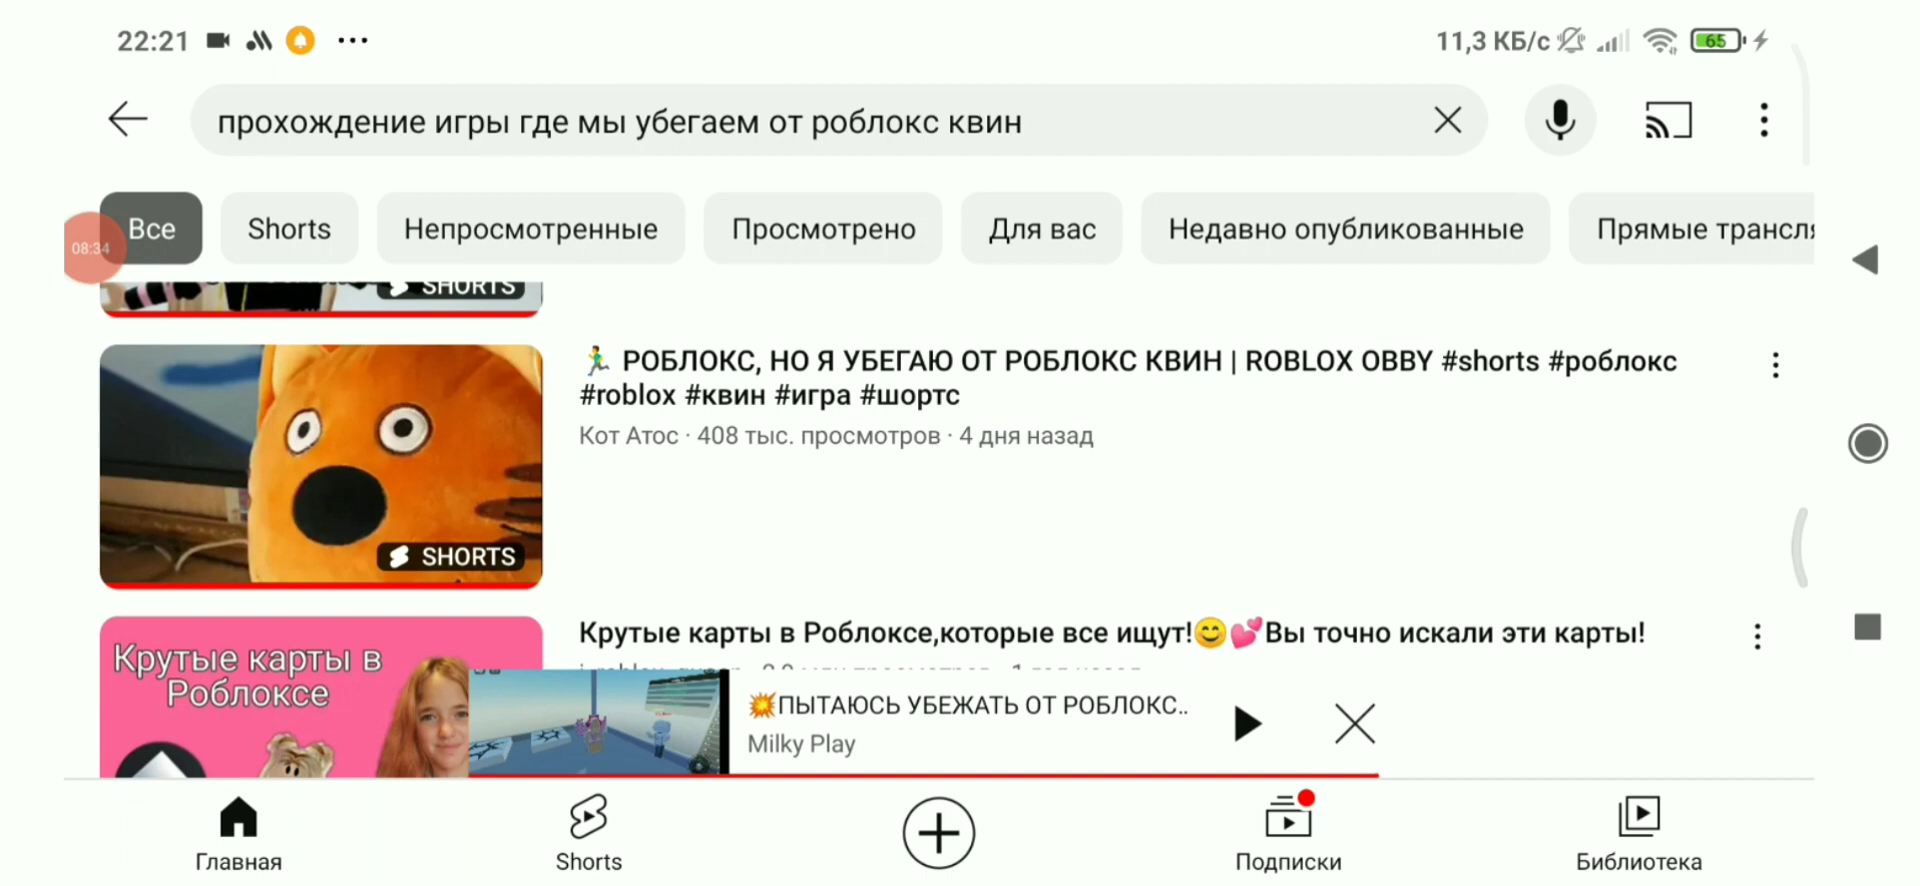 22:21
11,3 КБ/с
65
прохождение игры где мы убегаем от роблокс квин
08:34
Все
Shorts
Непросмотренные
Просмотрено
Для вас
Недавно опубликованные
Прямые трансля
SHORTS
🏃‍♂️ РОБЛОКС, НО Я УБЕГАЮ ОТ РОБЛОКС КВИН | ROBLOX OBBY #shorts #роблокс
#roblox #квин #игра #шортс
Кот Атос · 408 тыс. просмотров · 4 дня назад
SHORTS
Крутые карты в
Роблоксе
Крутые карты в Роблоксе,которые все ищут!😊💕Вы точно искали эти карты!
💥ПЫТАЮСЬ УБЕЖАТЬ ОТ РОБЛОКС..
Milky Play
Главная
Shorts
Подписки
Библиотека